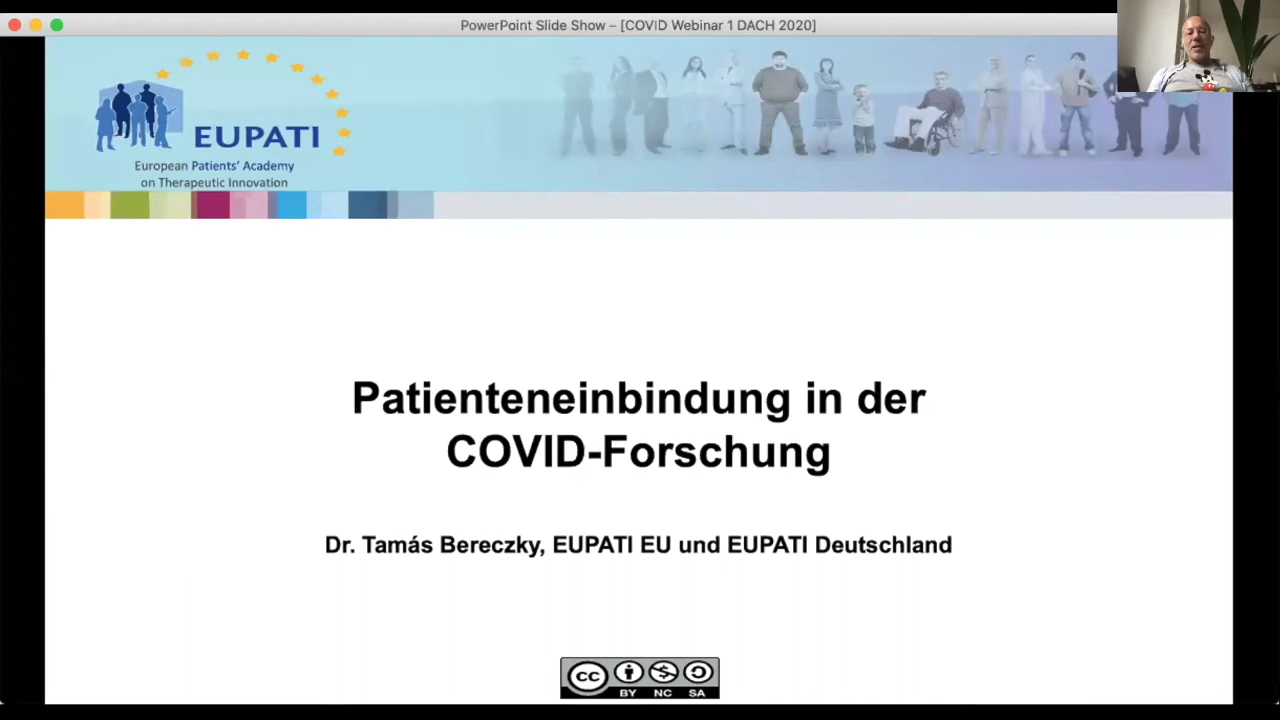 PowerPoint Slide Show – [COVID Webinar 1 DACH 2020]
EUPATI
European Patients' Academy
on Therapeutic Innovation
Patienteneinbindung in der
COVID-Forschung
Dr. Tamás Bereczky, EUPATI EU und EUPATI Deutschland
cc
BY NC SA